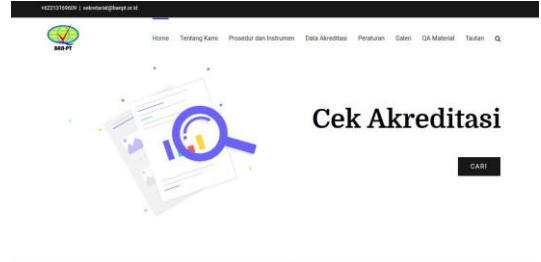 +62213169609 | sekretariat@banpt.or.id
BAN-PT
Home Tentang Kami Prosedur dan Instrumen Data Akreditasi Peraturan Galeri QA Material Tautan
Cek Akreditasi
CARI